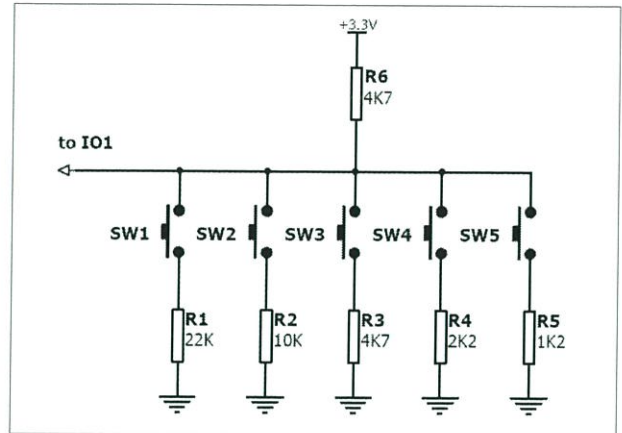 +3.3V
R6
4K7
to IO1
SW1 SW2 SW3 SW4 SW5
R1 R2 R3 R4 R5
22K 10K 4K7 2K2 1K2